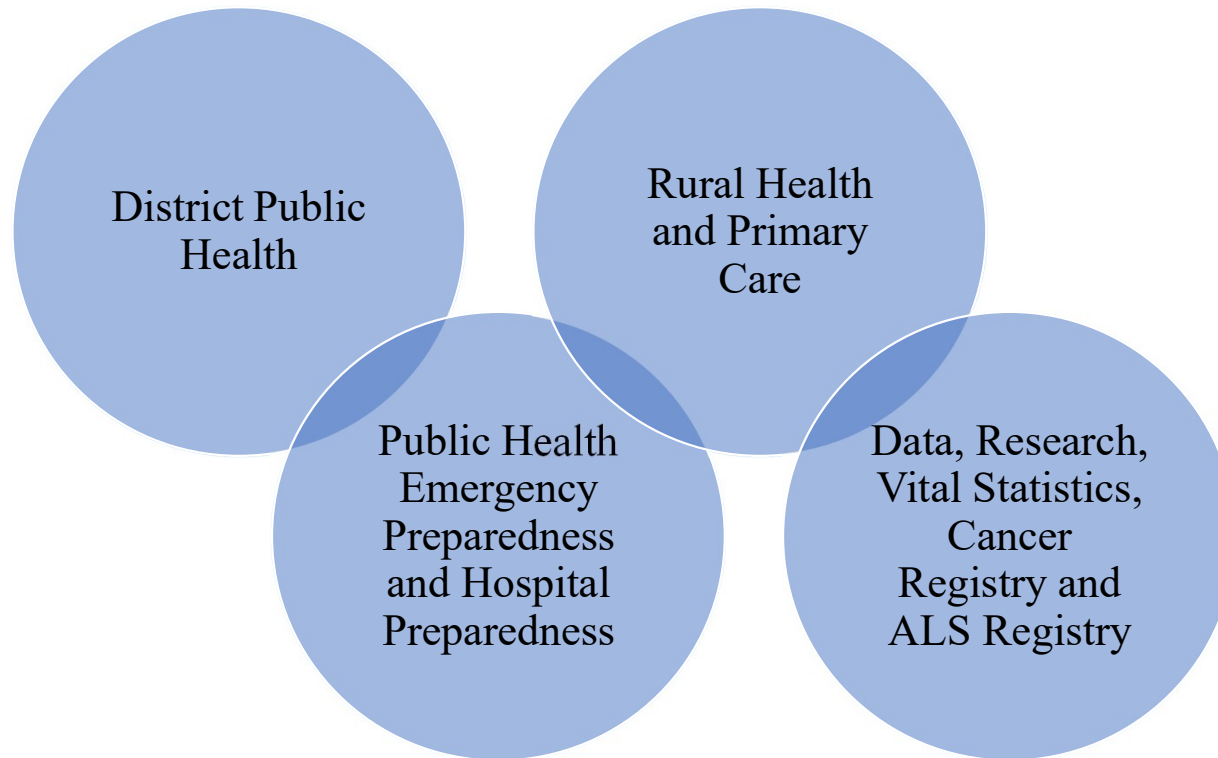 District Public
Health
Rural Health
and Primary
Care
Public Health
Emergency
Preparedness
and Hospital
Preparedness
Data, Research,
Vital Statistics,
Cancer
Registry and
ALS Registry